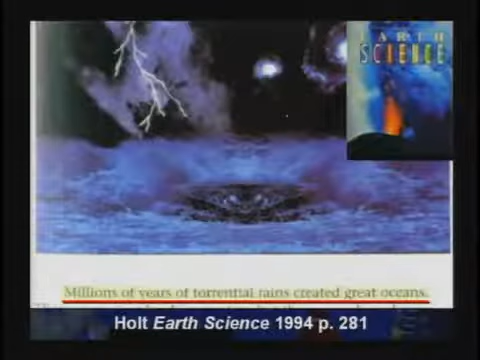 EARTH
SCIENCE
Millions of years of torrential rains created great oceans.
Holt Earth Science 1994 p. 281